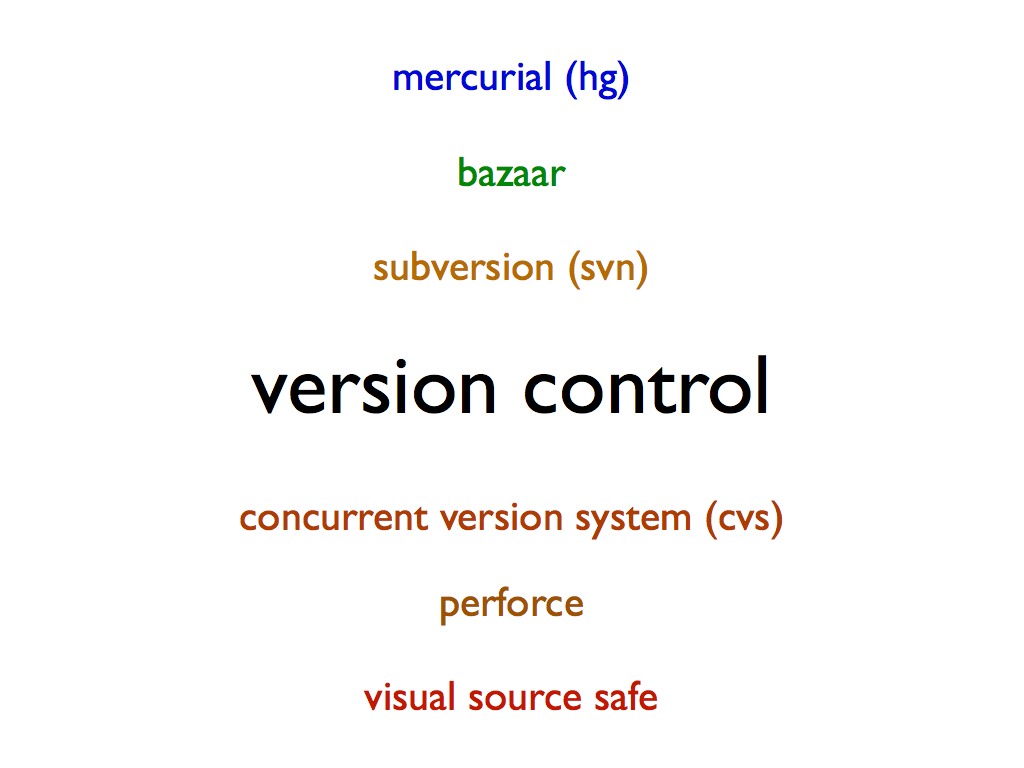 mercurial (hg)
bazaar
subversion (svn)
version control
concurrent version system (cvs)
perforce
visual source safe